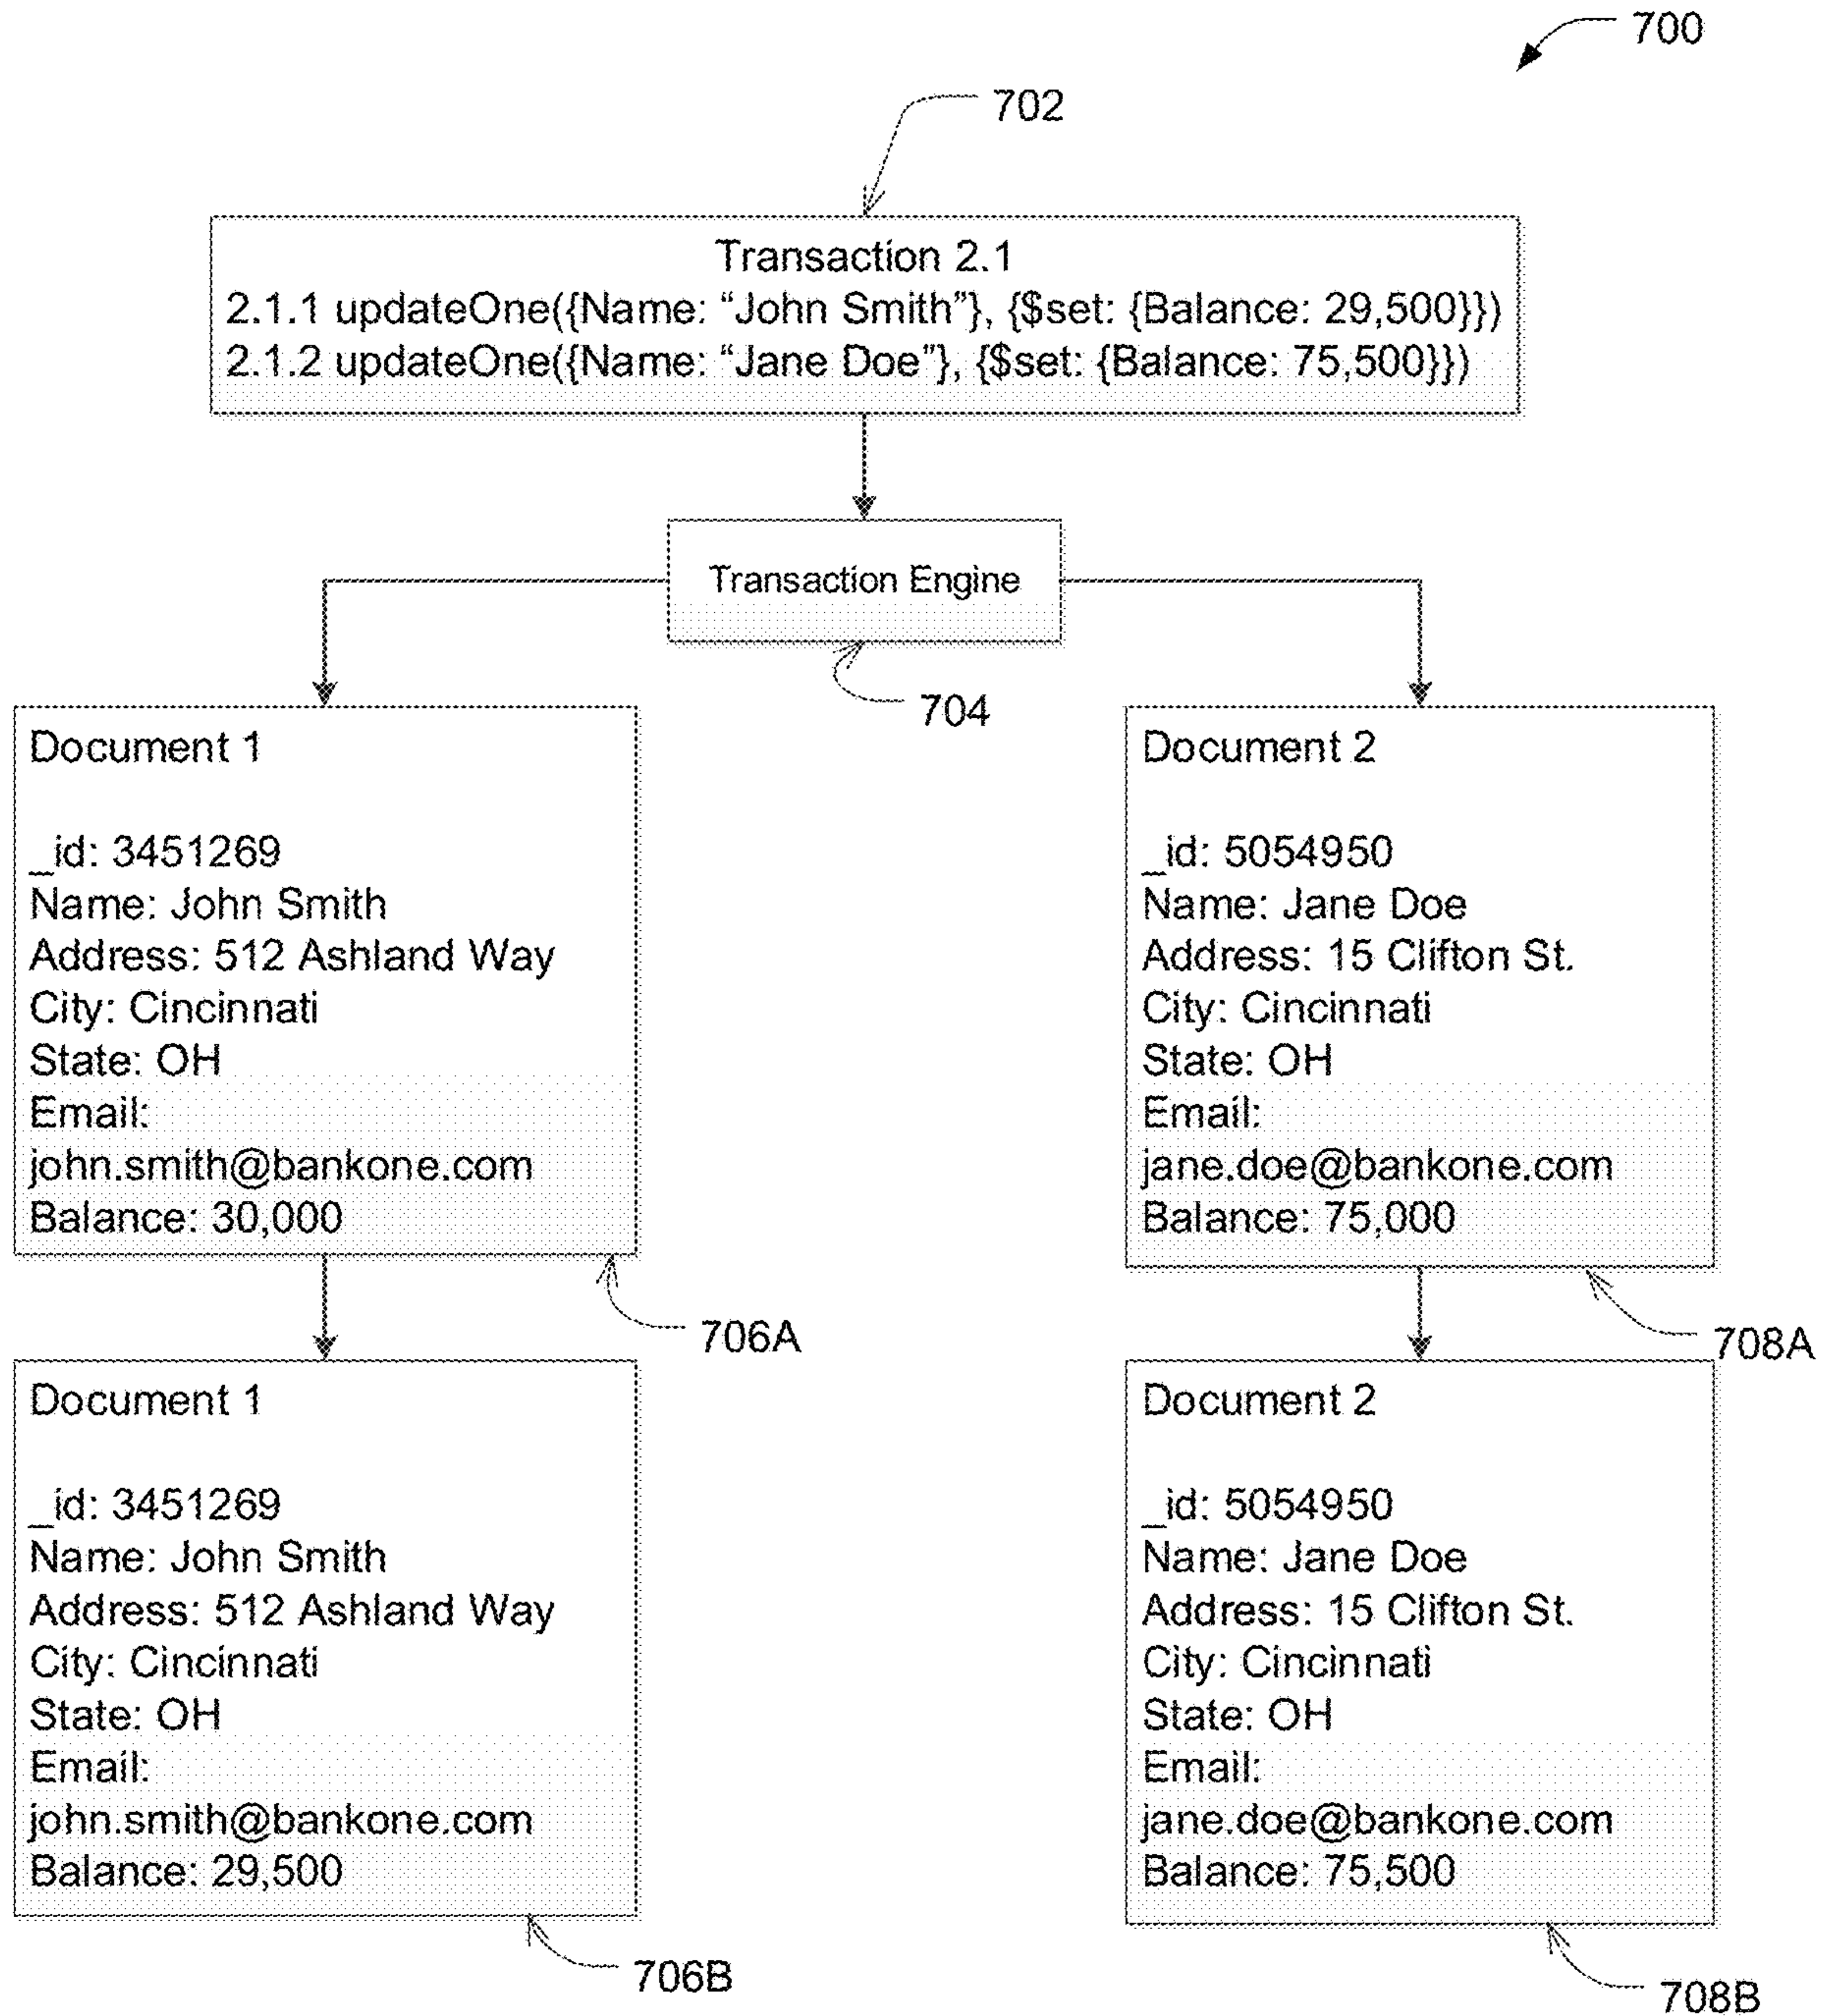 700
702
Transaction 2.1
2.1.1 updateOne({Name: “John Smith”}, {$set: {Balance: 29,500}})
2.1.2 updateOne({Name: “Jane Doe”}, {$set: {Balance: 75,500}})
Transaction Engine
704
Document 1
_id: 3451269
Name: John Smith
Address: 512 Ashland Way
City: Cincinnati
State: OH
Email:
john.smith@bankone.com
Balance: 30,000
706A
Document 2
_id: 5054950
Name: Jane Doe
Address: 15 Clifton St.
City: Cincinnati
State: OH
Email:
jane.doe@bankone.com
Balance: 75,000
708A
Document 1
_id: 3451269
Name: John Smith
Address: 512 Ashland Way
City: Cincinnati
State: OH
Email:
john.smith@bankone.com
Balance: 29,500
706B
Document 2
_id: 5054950
Name: Jane Doe
Address: 15 Clifton St.
City: Cincinnati
State: OH
Email:
jane.doe@bankone.com
Balance: 75,500
708B